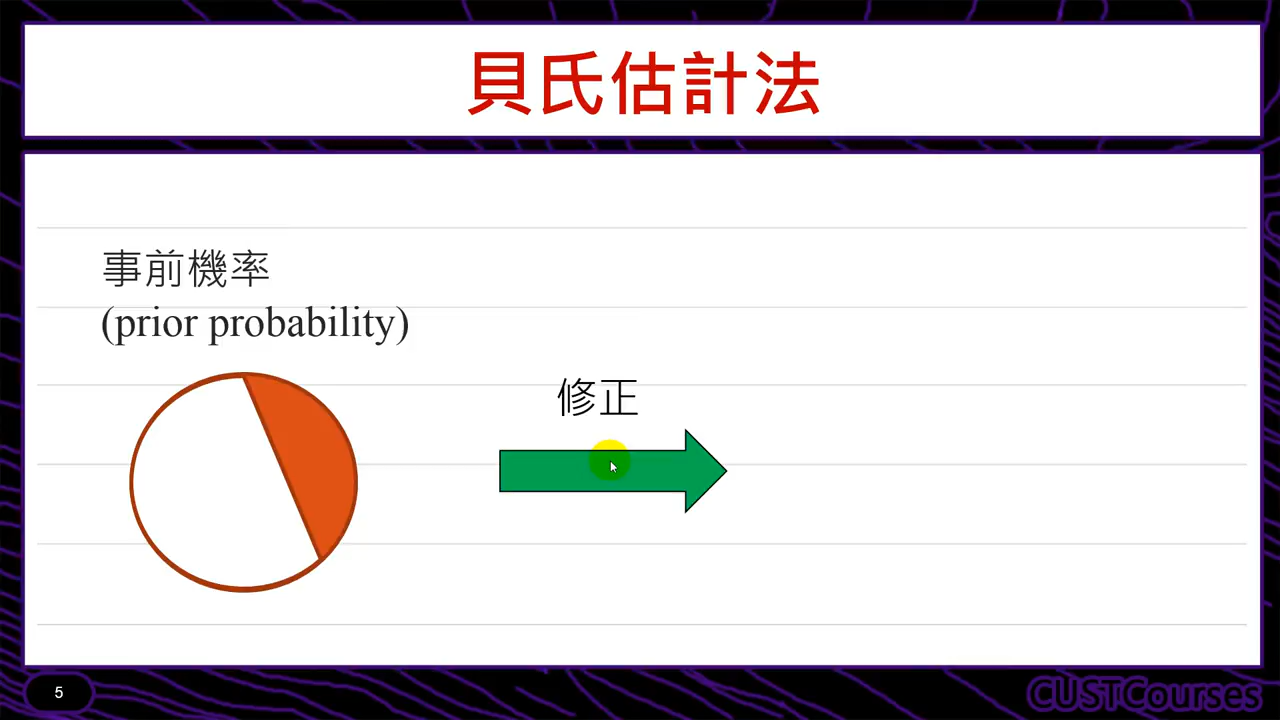 貝氏估計法
事前機率
(prior probability)
修正
5
CUSTCourses